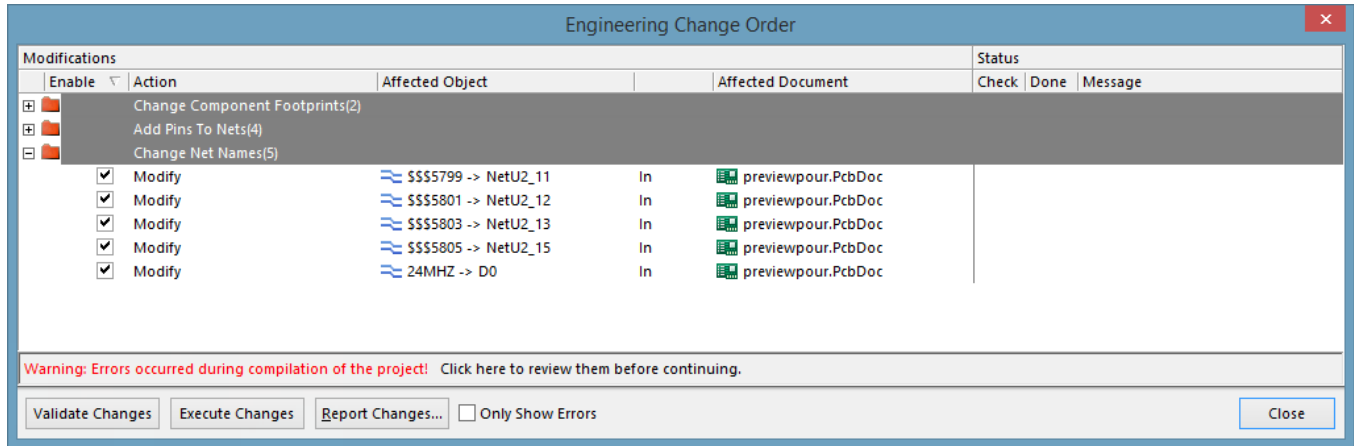 Engineering Change Order
Modifications Status
Enable Action Affected Object Affected Document Check Done Message
Change Component Footprints(2)
Add Pins To Nets(4)
Change Net Names(5)
Modify $$$5799 -> NetU2_11 In previewpour.PcbDoc
Modify $$$5801 -> NetU2_12 In previewpour.PcbDoc
Modify $$$5803 -> NetU2_13 In previewpour.PcbDoc
Modify $$$5805 -> NetU2_15 In previewpour.PcbDoc
Modify 24MHZ -> D0 In previewpour.PcbDoc
Warning: Errors occurred during compilation of the project! Click here to review them before continuing.
Validate Changes Execute Changes Report Changes... Only Show Errors Close